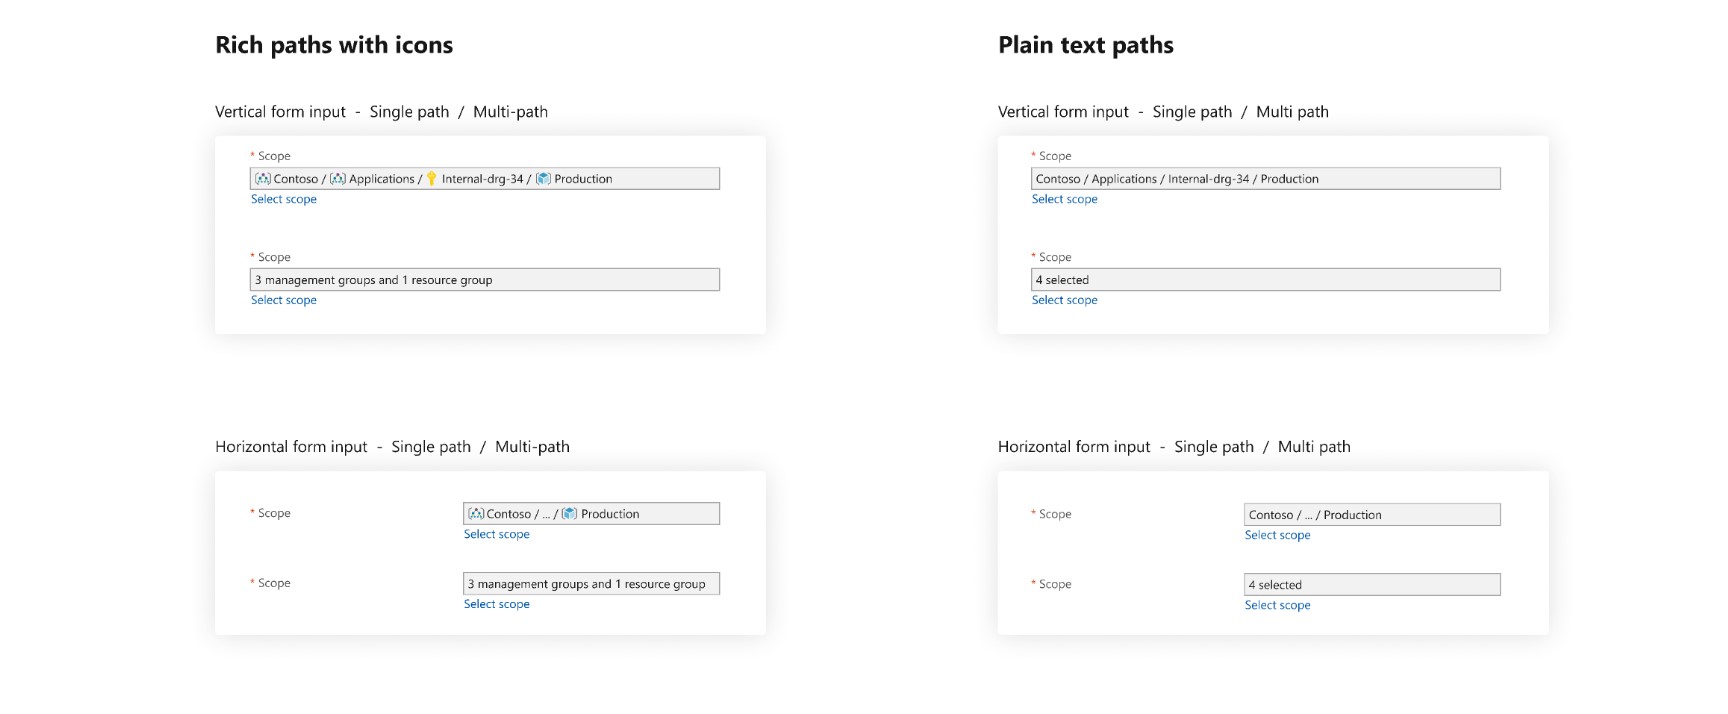 Rich paths with icons
Vertical form input - Single path / Multi-path
* Scope
Contoso / Applications / Internal-drg-34 / Production
Select scope
* Scope
3 management groups and 1 resource group
Select scope
Horizontal form input - Single path / Multi-path
* Scope
Contoso / ... / Production
Select scope
* Scope
3 management groups and 1 resource group
Select scope
Plain text paths
Vertical form input - Single path / Multi path
* Scope
Contoso / Applications / Internal-drg-34 / Production
Select scope
* Scope
4 selected
Select scope
Horizontal form input - Single path / Multi path
* Scope
Contoso / ... / Production
Select scope
* Scope
4 selected
Select scope